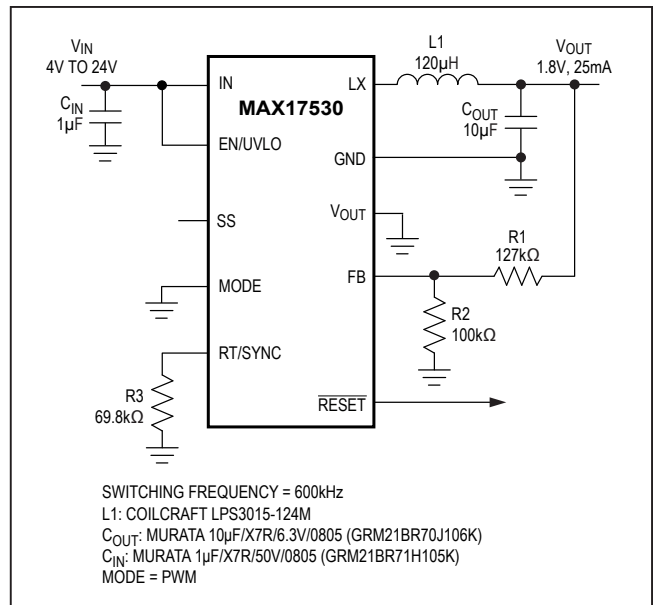 VIN
4V TO 24V
CIN
1µF
IN
EN/UVLO
SS
MODE
RT/SYNC
R3
69.8kΩ
MAX17530
LX
GND
VOUT
FB
RESET
L1
120µH
VOUT
1.8V, 25mA
COUT
10µF
R1
127kΩ
R2
100kΩ
SWITCHING FREQUENCY = 600kHz
L1: COILCRAFT LPS3015-124M
COUT: MURATA 10µF/X7R/6.3V/0805 (GRM21BR70J106K)
CIN: MURATA 1µF/X7R/50V/0805 (GRM21BR71H105K)
MODE = PWM